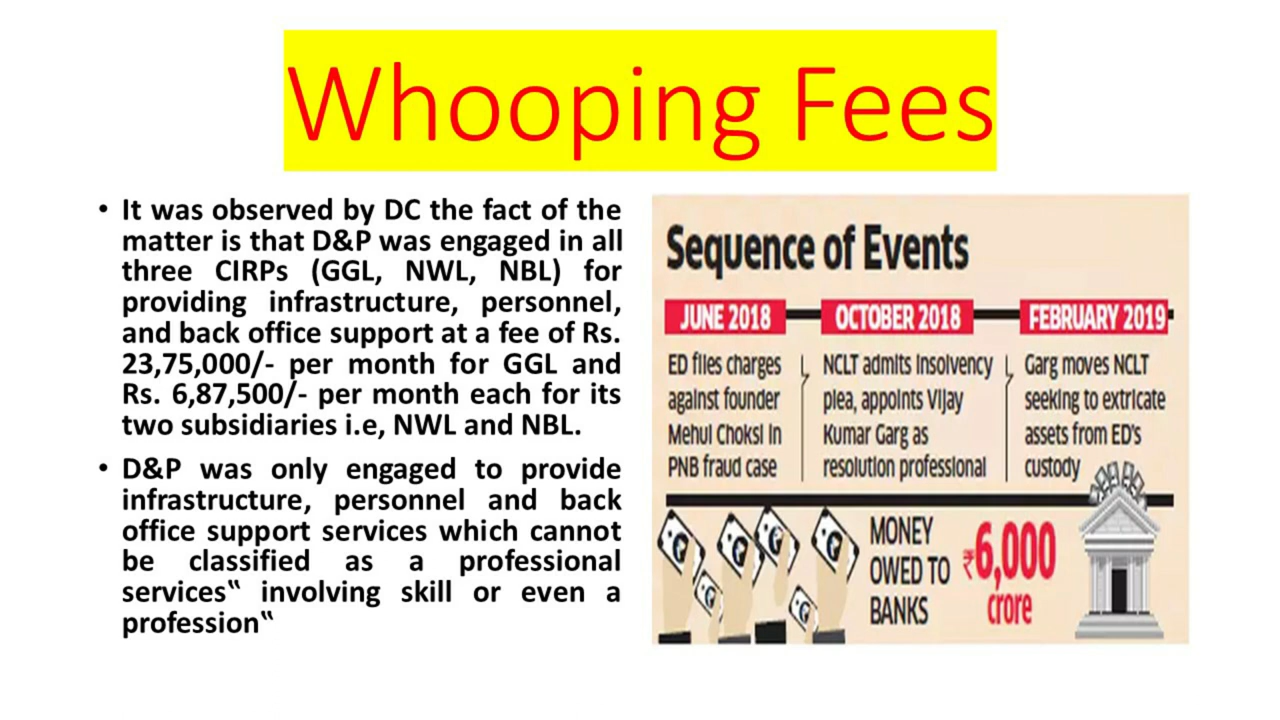 Whooping Fees
• It was observed by DC the fact of the
matter is that D&P was engaged in all
three CIRPs (GGL, NWL, NBL) for
providing infrastructure, personnel,
and back office support at a fee of Rs.
23,75,000/- per month for GGL and
Rs. 6,87,500/- per month each for its
two subsidiaries i.e, NWL and NBL.
• D&P was only engaged to provide
infrastructure, personnel and back
office support services which cannot
be classified as a professional
services‟ involving skill or even a
profession‟
Sequence of Events
JUNE 2018
ED files charges
against founder
Mehul Choksi in
PNB fraud case
OCTOBER 2018
NCLT admits insolvency
plea, appoints Vijay
Kumar Garg as
resolution professional
FEBRUARY 2019
Garg moves NCLT
seeking to extricate
assets from ED's
custody
MONEY
OWED TO
BANKS
₹6,000
crore